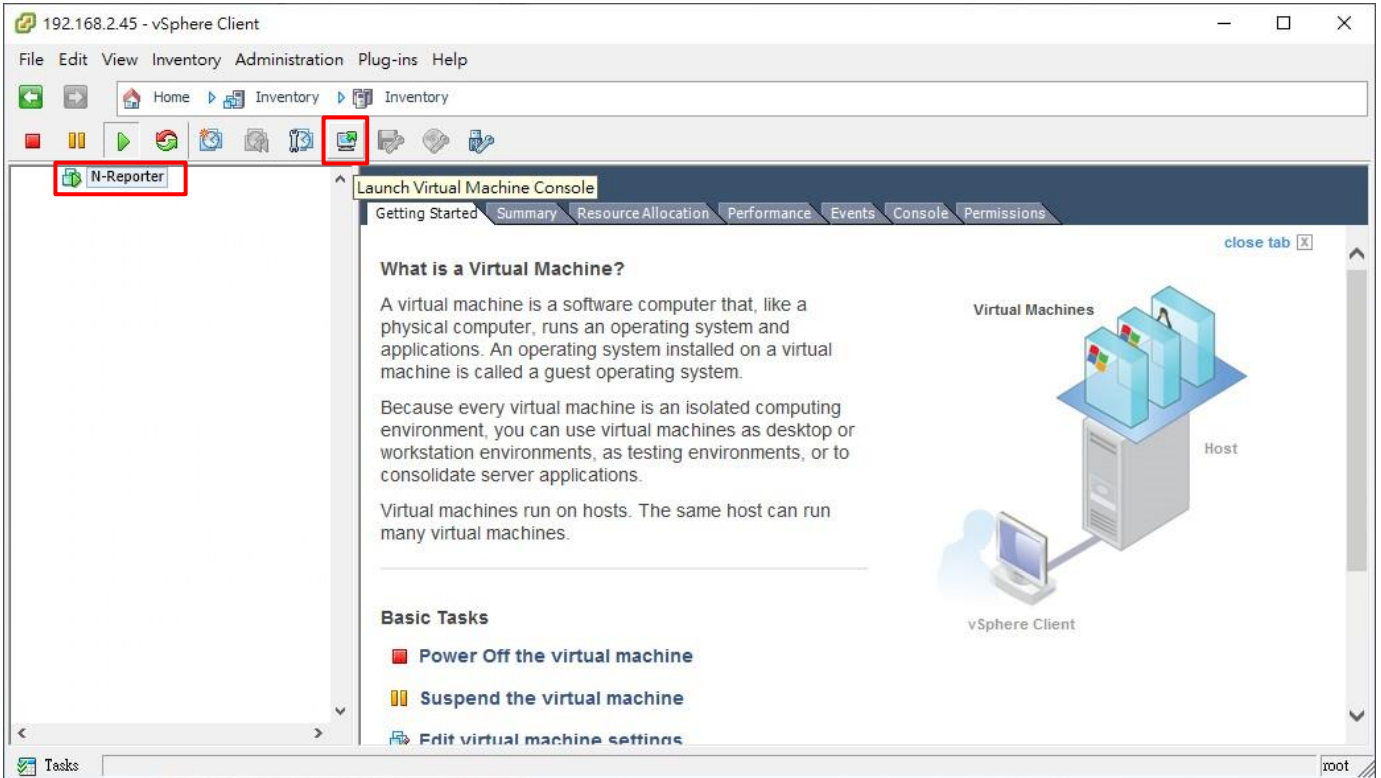 192.168.2.45 - vSphere Client
File Edit View Inventory Administration Plug-ins Help
Home Inventory Inventory
N-Reporter
Launch Virtual Machine Console
Getting Started Summary Resource Allocation Performance Events Console Permissions
close tab X
What is a Virtual Machine?
A virtual machine is a software computer that, like a
physical computer, runs an operating system and
applications. An operating system installed on a virtual
machine is called a guest operating system.
Because every virtual machine is an isolated computing
environment, you can use virtual machines as desktop or
workstation environments, as testing environments, or to
consolidate server applications.
Virtual machines run on hosts. The same host can run
many virtual machines.
Virtual Machines
Host
vSphere Client
Basic Tasks
Power Off the virtual machine
Suspend the virtual machine
Edit virtual machine settings
Tasks
root